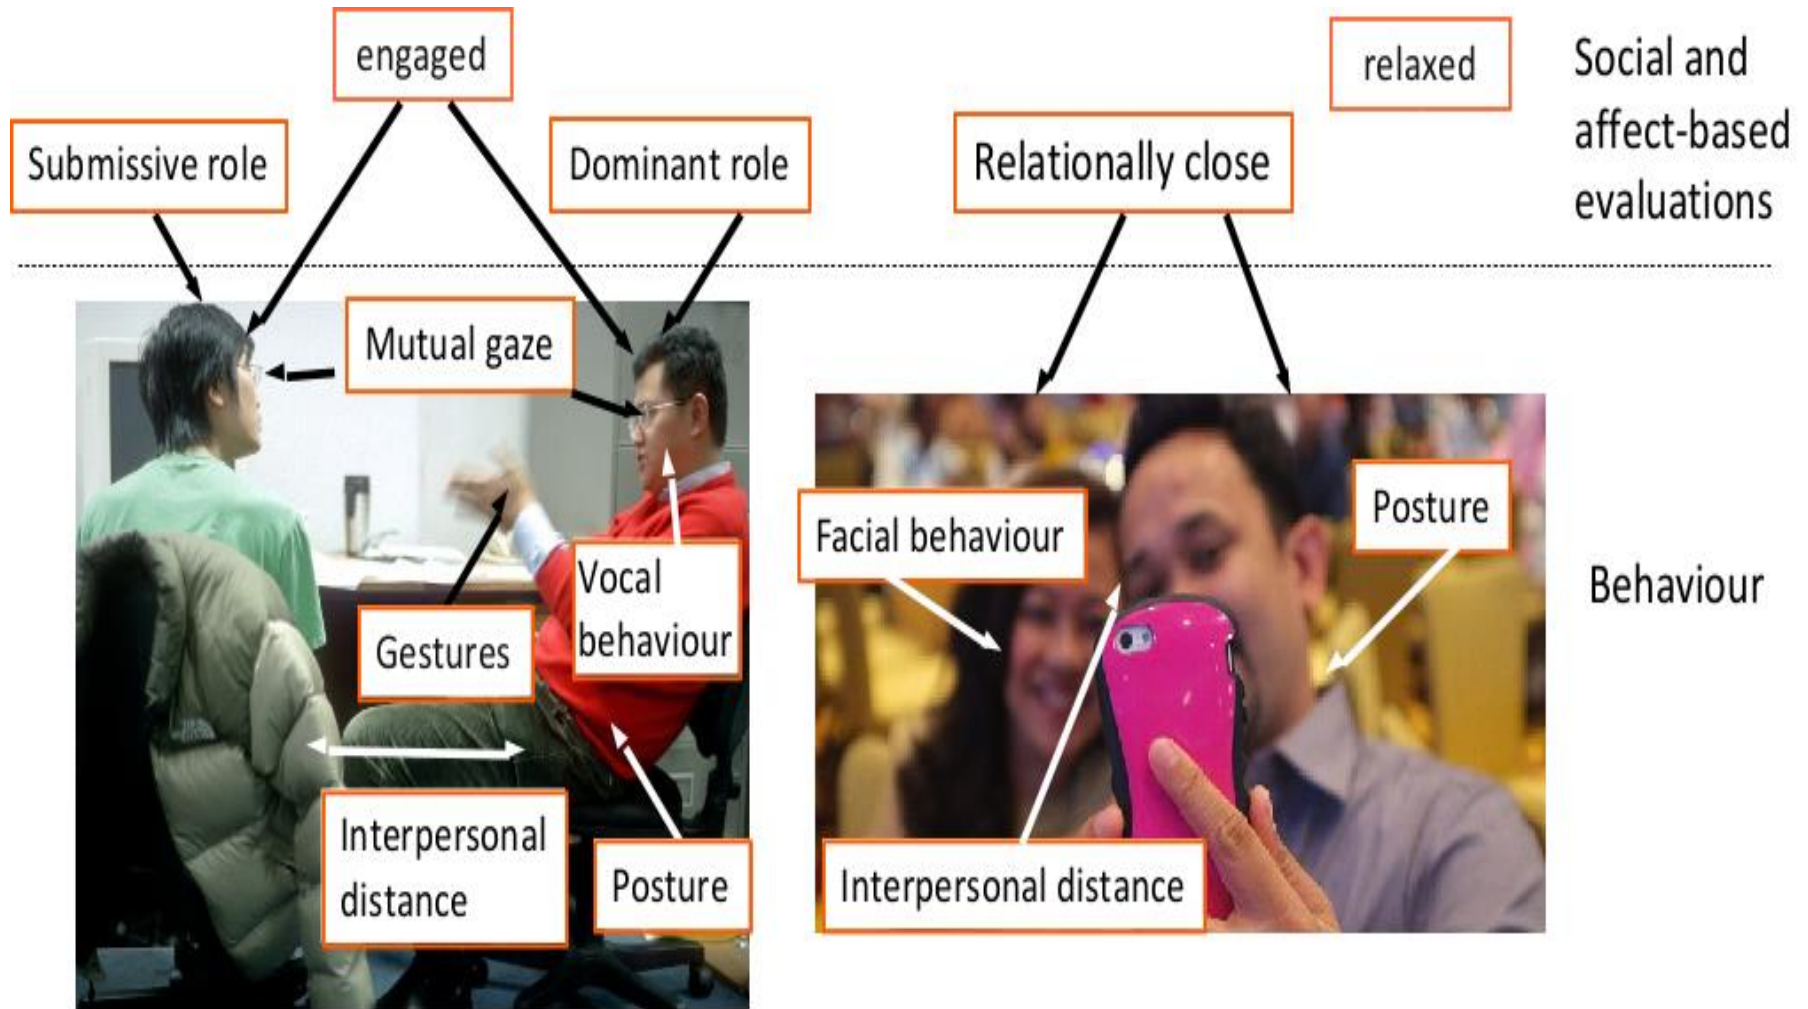 engaged
relaxed
Social and
affect-based
evaluations
Submissive role
Dominant role
Relationally close
Mutual gaze
Facial behaviour
Posture
Vocal
behaviour
Behaviour
Gestures
Interpersonal
distance
Posture
Interpersonal distance